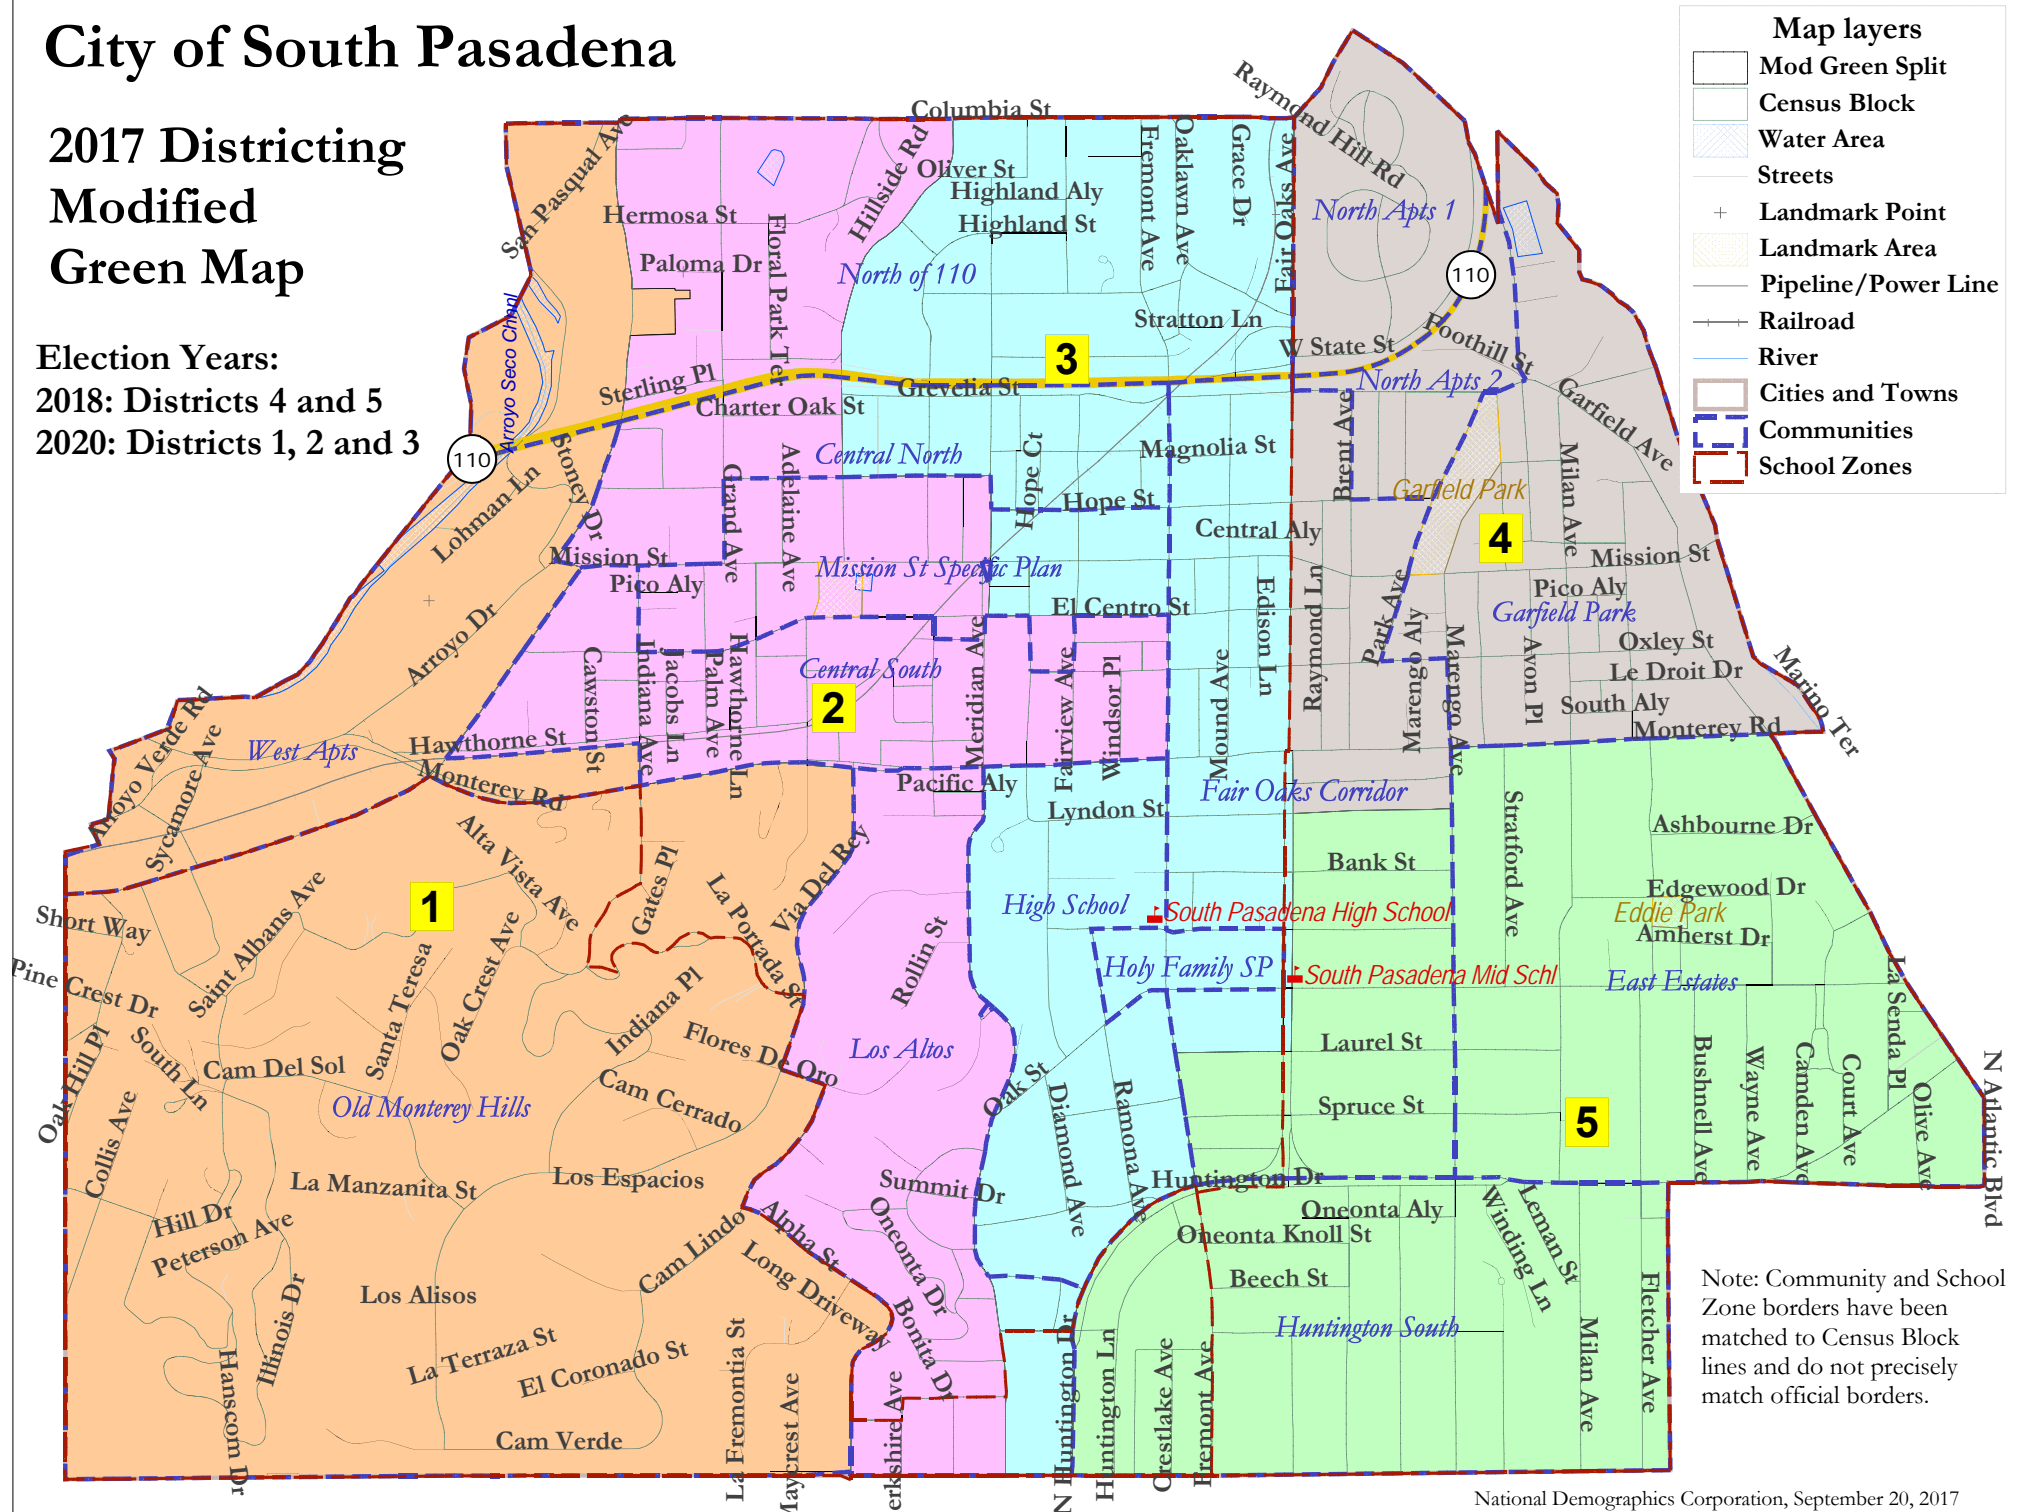 City of South Pasadena
2017 Districting
Modified
Green Map
Election Years:
2018: Districts 4 and 5
2020: Districts 1, 2 and 3
Map layers
Mod Green Split
Census Block
Water Area
Streets
Landmark Point
Landmark Area
Pipeline/Power Line
Railroad
River
Cities and Towns
Communities
School Zones
Columbia St
Raymond Hill Rd
San Pasqual Ave
Hillside Rd
Oliver St
Highland Aly
Highland St
Fremont Ave
Oaklawn Ave
Grace Dr
Fair Oaks Ave
North Apts 1
Hermosa St
Floral Park Ter
Paloma Dr
North of 110
110
Arroyo Seco Chnnl
Stratton Ln
3
W State St
Foothill St
Sterling Pl
Grevelia St
North Apts 2
Garfield Ave
Charter Oak St
Brent Ave
110
Stoney Dr
Lohman Ln
Grand Ave
Adelaine Ave
Central North
Hope Ct
Magnolia St
Hope St
Garfield Park
Milan Ave
Central Aly
4
Mission St
Mission St
Pico Aly
Mission St Specific Plan
Pico Aly
El Centro St
Edison Ln
Raymond Ln
Park Ave
Marengo Aly
Marengo Ave
Garfield Park
Avon Pl
Oxley St
Le Droit Dr
South Aly
Monterey Rd
Marino Ter
Arroyo Dr
Cawston St
Indiana Ave
Jacobs Ln
Palm Ave
Hawthorne Ln
Central South
2
Meridian Ave
Fairview Ave
Windsor Pl
Mound Ave
Arroyo Verde Rd
Sycamore Ave
West Apts
Hawthorne St
Monterey Rd
Pacific Aly
Lyndon St
Fair Oaks Corridor
Stratford Ave
Ashbourne Dr
Bank St
Alta Vista Ave
Gates Pl
La Portada St
Via Del Rey
1
High School
South Pasadena High School
Edgewood Dr
Eddie Park
Amherst Dr
Short Way
Saint Albans Ave
Santa Teresa
Oak Crest Ave
Rollin St
Holy Family SP
South Pasadena Mid Schl
East Estates
La Senda Pl
Pine Crest Dr
Oak Hill Pl
South Ln
Cam Del Sol
Indiana Pl
Flores De Oro
Los Altos
Laurel St
Cam Cerrado
Old Monterey Hills
Oak St
Diamond Ave
Ramona Ave
Spruce St
5
Bushnell Ave
Wayne Ave
Camden Ave
Court Ave
Olive Ave
N Atlantic Blvd
Collis Ave
La Manzanita St
Los Espacios
Summit Dr
Huntington Dr
Hill Dr
Peterson Ave
Cam Lindo
Alpha St
Oneonta Dr
Oneonta Aly
Oneonta Knoll St
Winding Ln
Leman St
Long Driveway
Beech St
Los Alisos
Illinois Dr
Bonita Dr
Huntington South
Fletcher Ave
Milan Ave
La Terraza St
El Coronado St
Hanscom Dr
La Fremontia St
Maycrest Ave
erkshire Ave
N Huntington Dr
Huntington Ln
Crestlake Ave
Fremont Ave
Cam Verde
Note: Community and School
Zone borders have been
matched to Census Block
lines and do not precisely
match official borders.
National Demographics Corporation, September 20, 2017